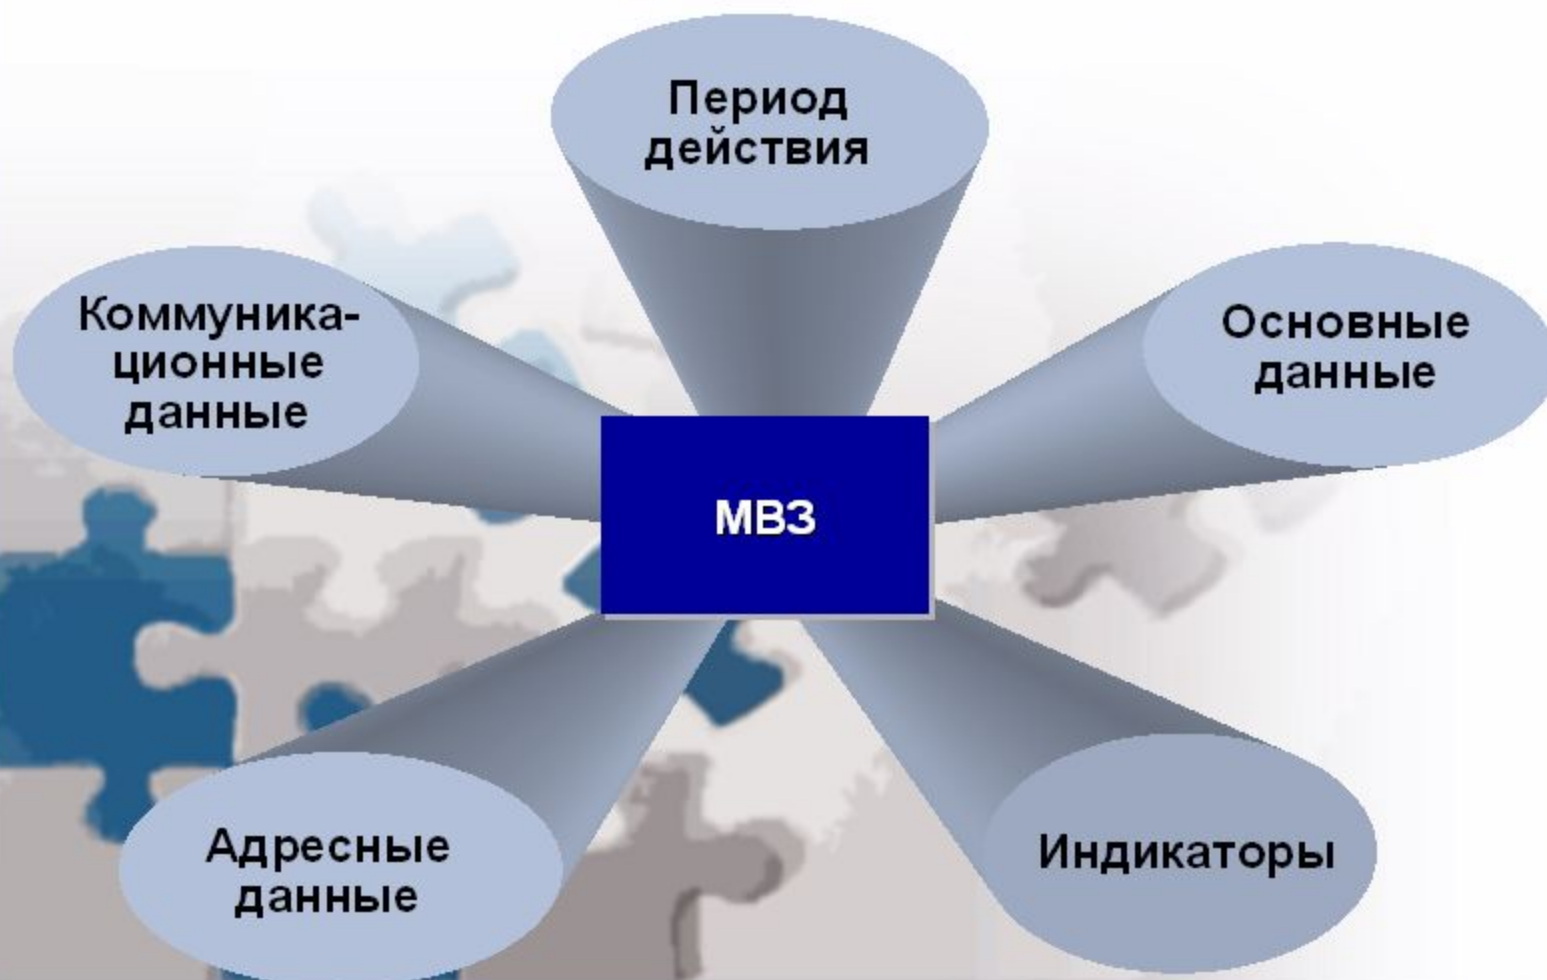 Период
действия
Коммуника-
ционные
данные
Основные
данные
МВЗ
Адресные
данные
Индикаторы